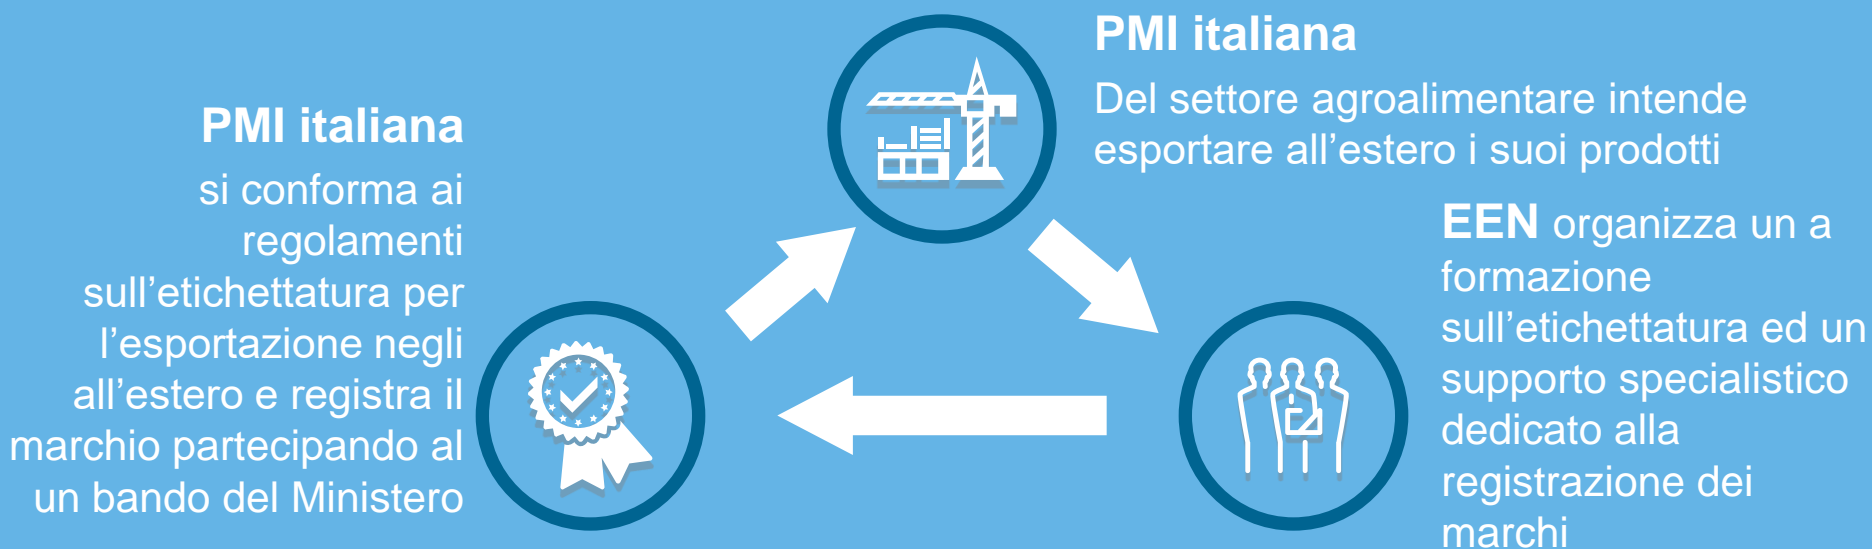 PMI italiana
Del settore agroalimentare intende
esportare all’estero i suoi prodotti
EEN organizza un a
formazione
sull’etichettatura ed un
supporto specialistico
dedicato alla
registrazione dei
marchi
PMI italiana
si conforma ai
regolamenti
sull’etichettatura per
l’esportazione negli
all’estero e registra il
marchio partecipando al
un bando del Ministero